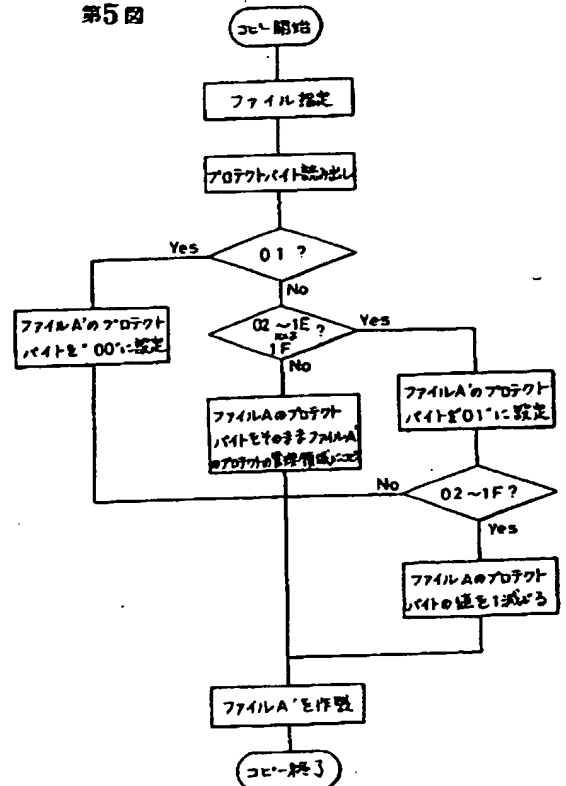 第5図
コピー開始
ファイル指定
プロテクトバイト読み出し
01?
Yes
No
02~1E
1F
?
Yes
No
ファイルA'のプロテクト
バイトを"00"に設定
ファイルAのプロテクト
バイトをそのままファイルA'
のプロテクトの管理領域にコピー
ファイルA'のプロテクト
バイトを"01"に設定
02~1F?
No
Yes
ファイルAのプロテクト
バイトの値を1減ずる
ファイルA'を作製
コピー終了